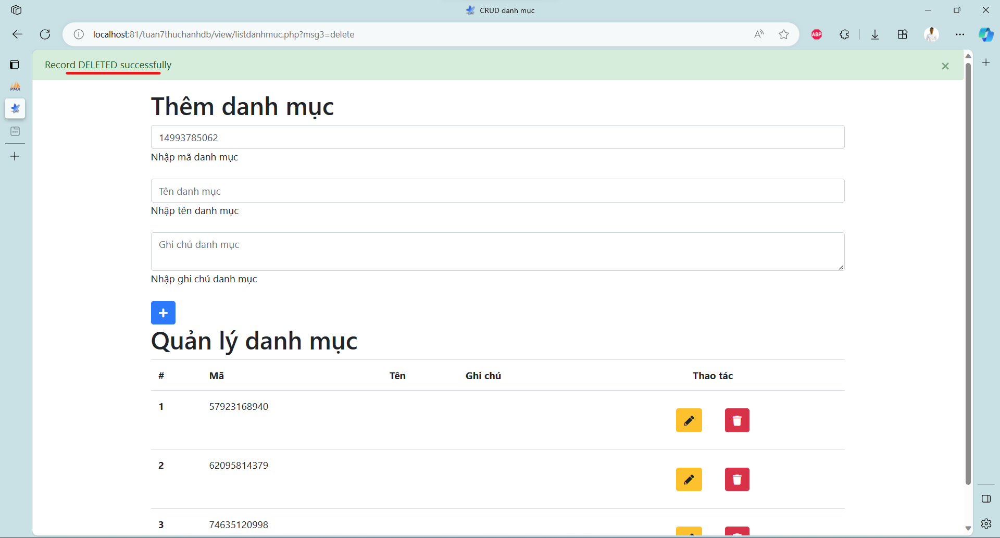 CRUD danh mục
localhost:81/tuan7thuchanhdb/view/listdanhmuc.php?msg3=delete
ABP
PMA
Record DELETED successfully
Thêm danh mục
14993785062
Nhập mã danh mục
Tên danh mục
Nhập tên danh mục
Ghi chú danh mục
Nhập ghi chú danh mục
Quản lý danh mục
# Mã Tên Ghi chú Thao tác
1 57923168940
2 62095814379
3 74635120998